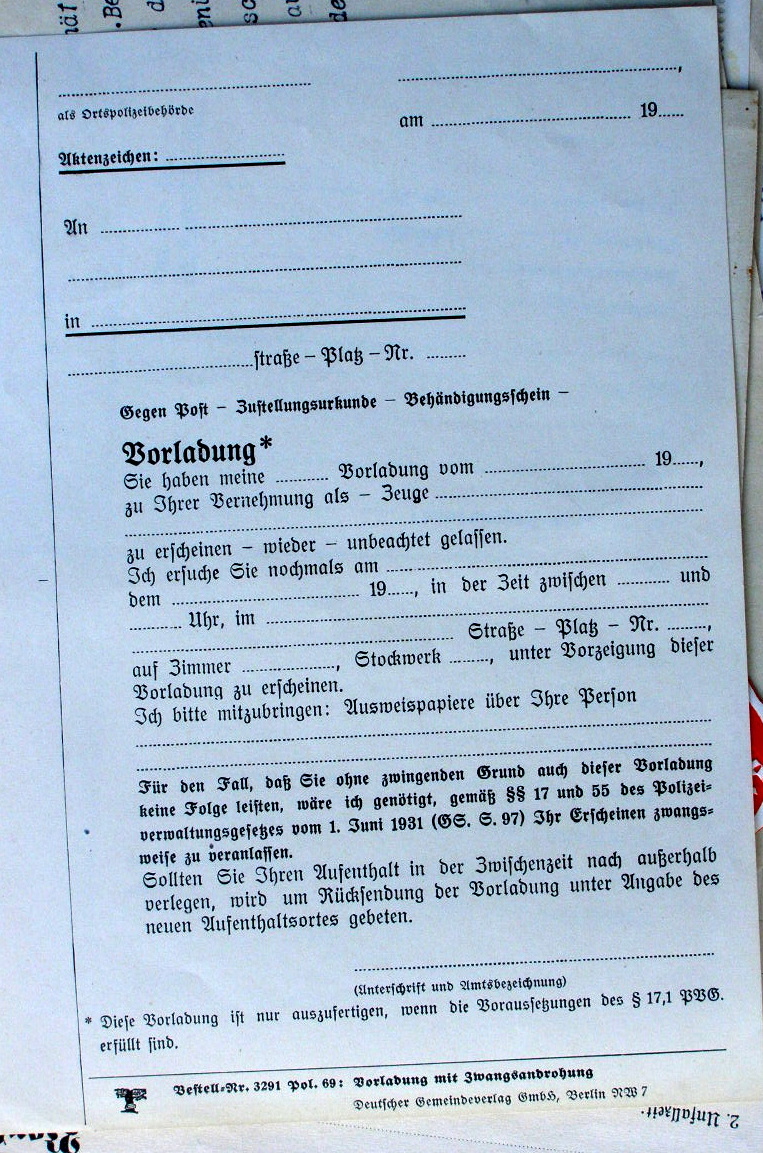 als Ortspolizeibehörde
am ........ 19......
Aktenzeichen: ........
An ........
in ........
........straße – Platz – Nr. ........
Gegen Post – Zustellungsurkunde – Behändigungsschein –
Vorladung*
Sie haben meine ........ Vorladung vom ........ 19......,
zu Ihrer Vernehmung als – Zeuge ........
zu erscheinen – wieder – unbeachtet gelassen.
Ich ersuche Sie nochmals am ........
dem ........ 19......, in der Zeit zwischen ........ und
........ Uhr, im ........
........ Straße – Platz – Nr. ........,
auf Zimmer ........, Stockwerk ........, unter Vorzeigung dieser
Vorladung zu erscheinen.
Ich bitte mitzubringen: Ausweispapiere über Ihre Person
Für den Fall, daß Sie ohne zwingenden Grund auch dieser Vorladung
keine Folge leisten, wäre ich genötigt, gemäß §§ 17 und 55 des Polizei-
verwaltungsgesetzes vom 1. Juni 1931 (GS. S. 97) Ihr Erscheinen zwangs-
weise zu veranlassen.
Sollten Sie Ihren Aufenthalt in der Zwischenzeit nach außerhalb
verlegen, wird um Rücksendung der Vorladung unter Angabe des
neuen Aufenthaltsortes gebeten.
(Unterschrift und Amtsbezeichnung)
* Diese Vorladung ist nur auszufertigen, wenn die Voraussetzungen des § 17,1 PVG.
erfüllt sind.
Bestell-Nr. 3291 Pol. 69: Vorladung mit Zwangsandrohung
Deutscher Gemeindeverlag GmbH, Berlin NW 7
2. Unfallzeit